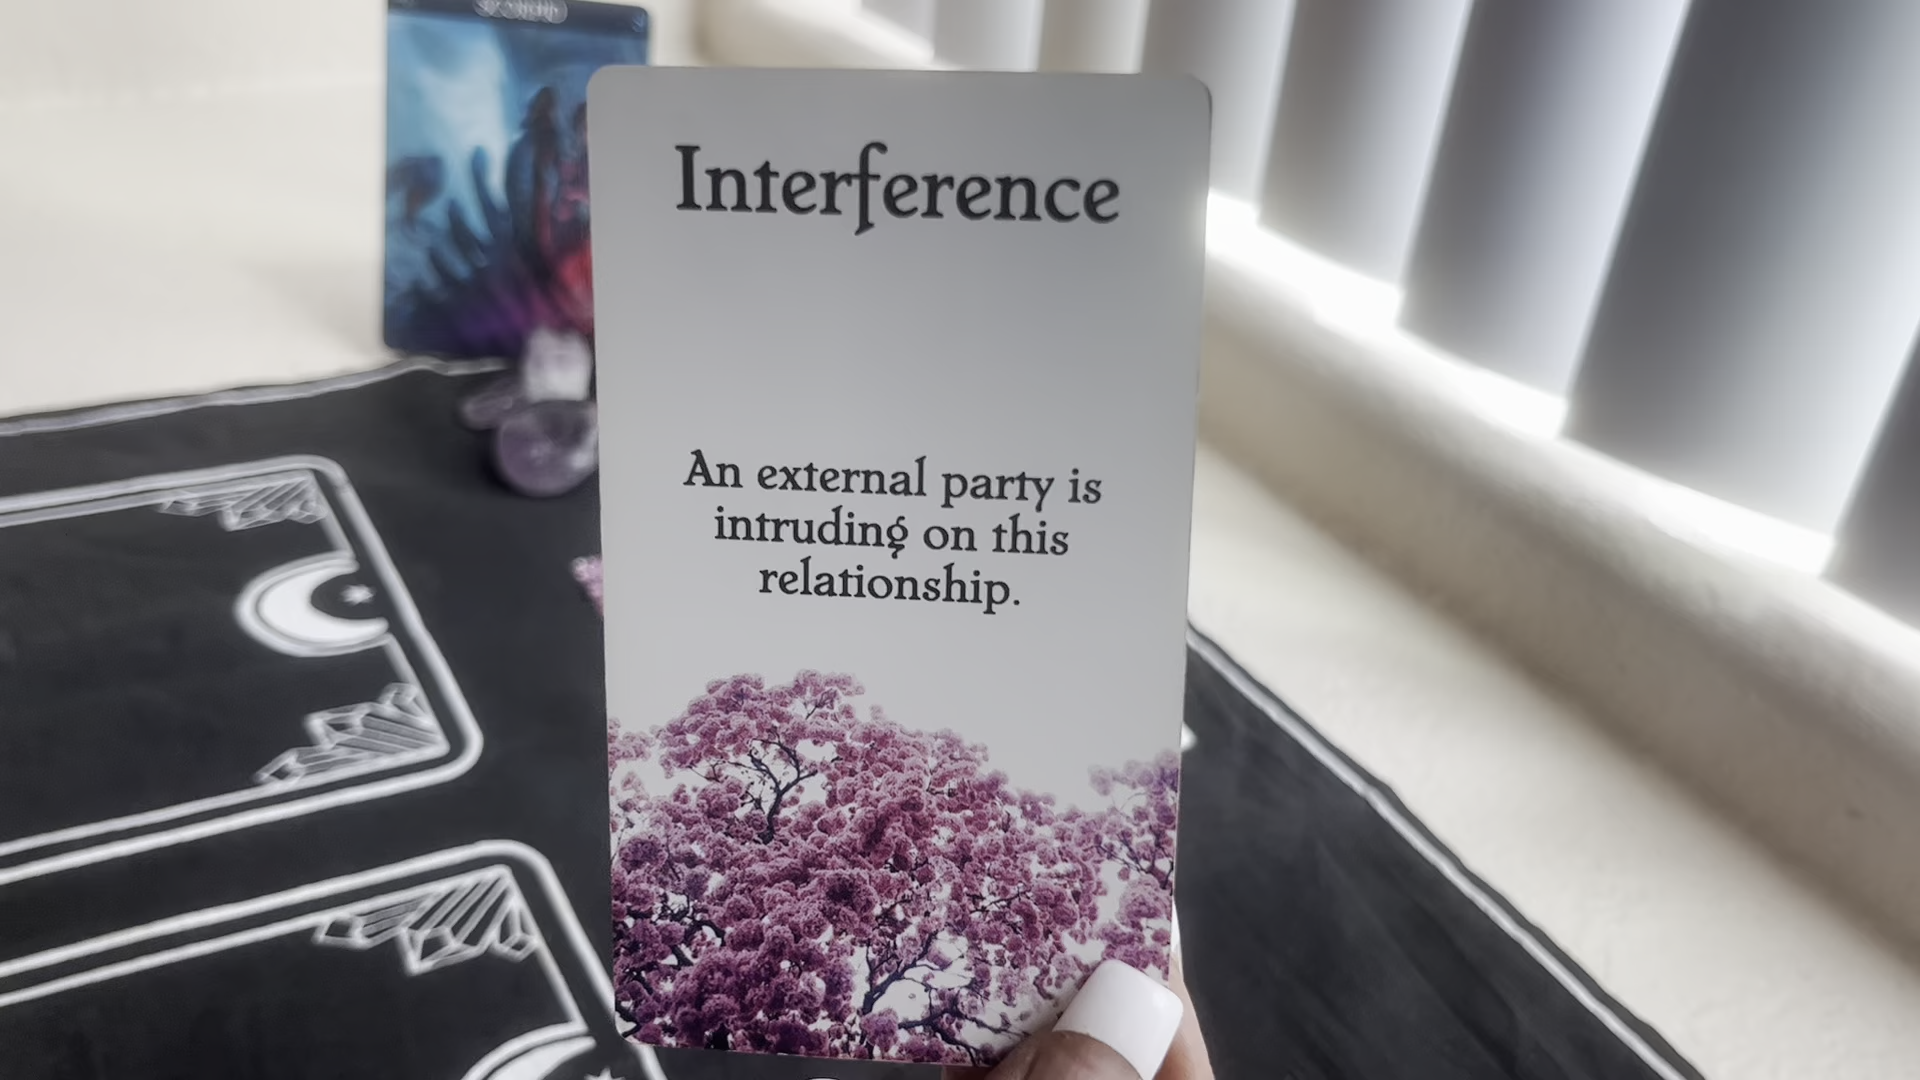 Interference
An external party is
intruding on this
relationship.